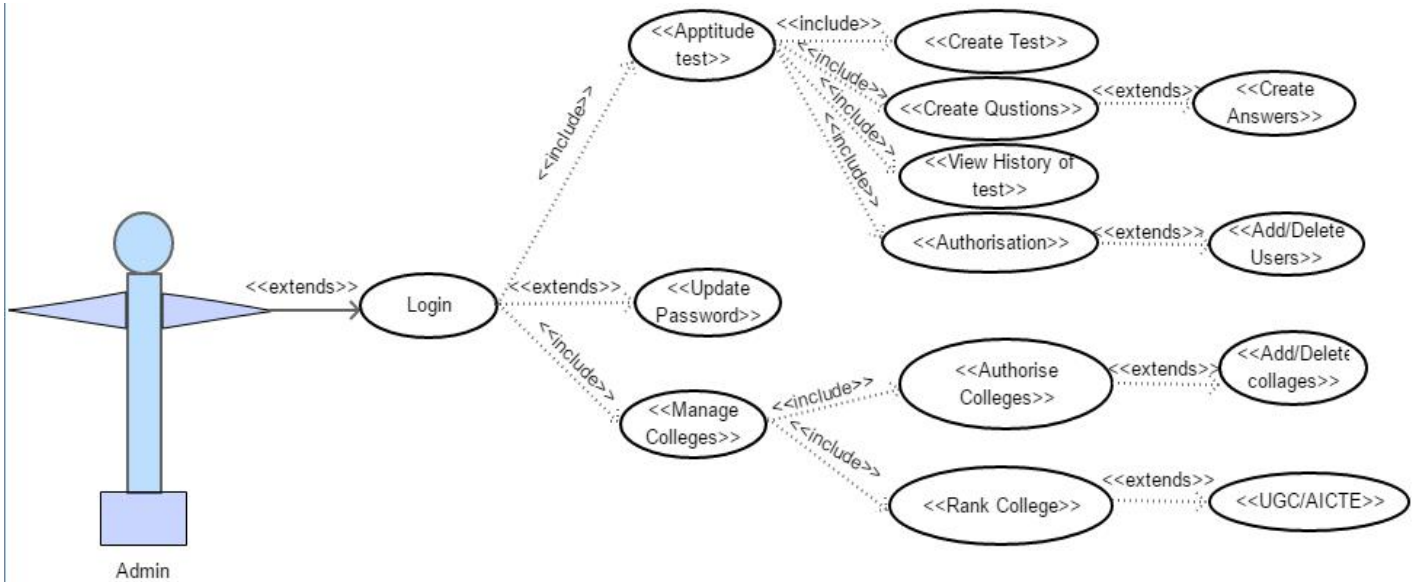 <<Apptitude
test>>
<<include>>
<<Create Test>>
<<include>>
<<Create Qustions>>
<<extends>>
<<Create
Answers>>
<<include>>
<<View History of
test>>
<<include>>
<<Authorisation>>
<<extends>>
<<Add/Delete
Users>>
<<include>>
<<extends>>
Login
<<extends>>
<<Update
Password>>
<<include>>
<<Manage
Colleges>>
<<include>>
<<Authorise
Colleges>>
<<extends>>
<<Add/Delete
collages>>
<<include>>
<<Rank College>>
<<extends>>
<<UGC/AICTE>>
Admin